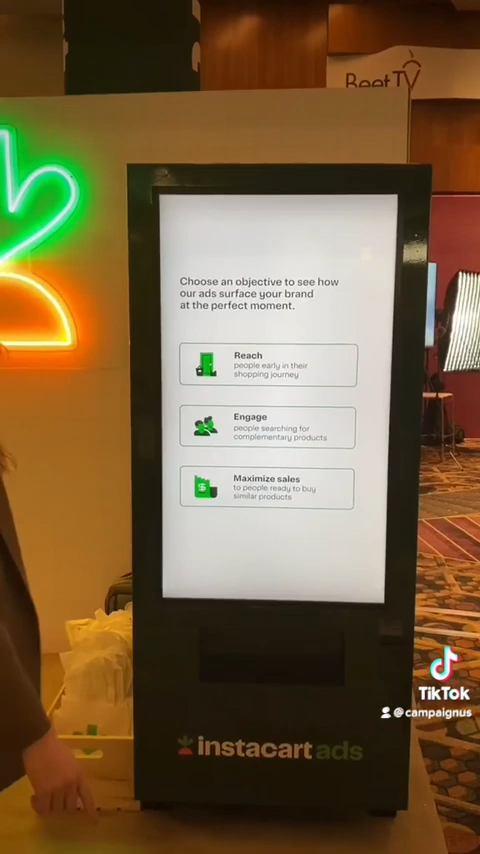 Beet TV
Choose an objective to see how
our ads surface your brand
at the perfect moment.
Reach
people early in their
shopping journey
Engage
people searching for
complementary products
Maximize sales
to people ready to buy
similar products
TikTok
@campaignus
instacart ads